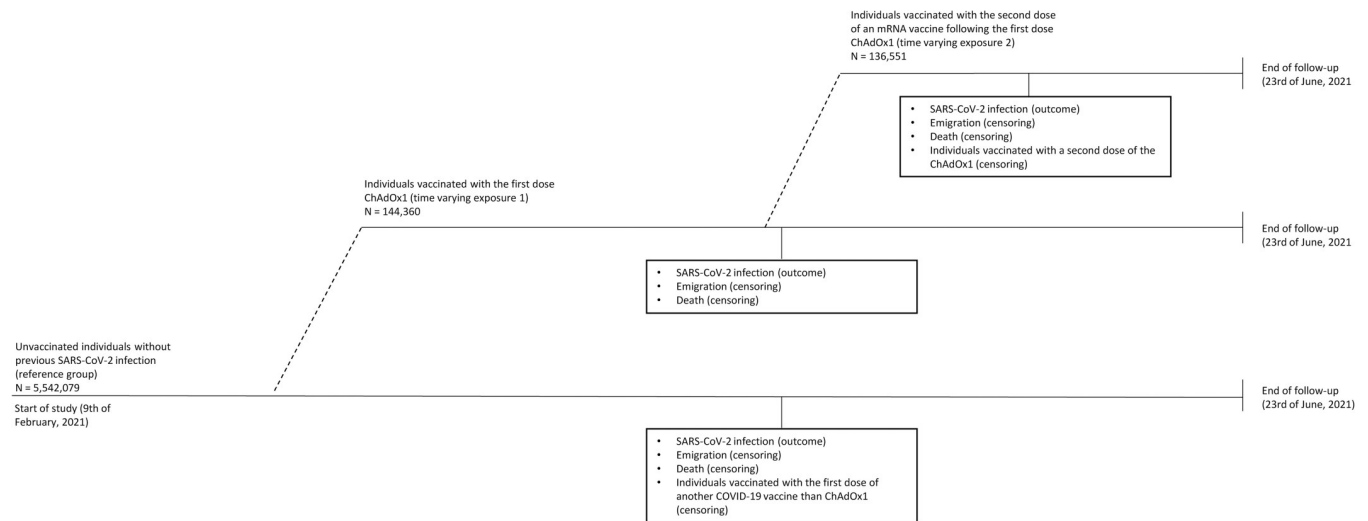 Individuals vaccinated with the second dose
of an mRNA vaccine following the first dose
ChAdOx1 (time varying exposure 2)
N = 136,551
End of follow-up
(23rd of June, 2021
• SARS-CoV-2 infection (outcome)
• Emigration (censoring)
• Death (censoring)
• Individuals vaccinated with a second dose of the
ChAdOx1 (censoring)
Individuals vaccinated with the first dose
ChAdOx1 (time varying exposure 1)
N = 144,360
End of follow-up
(23rd of June, 2021
• SARS-CoV-2 infection (outcome)
• Emigration (censoring)
• Death (censoring)
Unvaccinated individuals without
previous SARS-CoV-2 infection
(reference group)
N = 5,542,079
Start of study (9th of
February, 2021)
End of follow-up
(23rd of June, 2021)
• SARS-CoV-2 infection (outcome)
• Emigration (censoring)
• Death (censoring)
• Individuals vaccinated with the first dose of
another COVID-19 vaccine than ChAdOx1
(censoring)